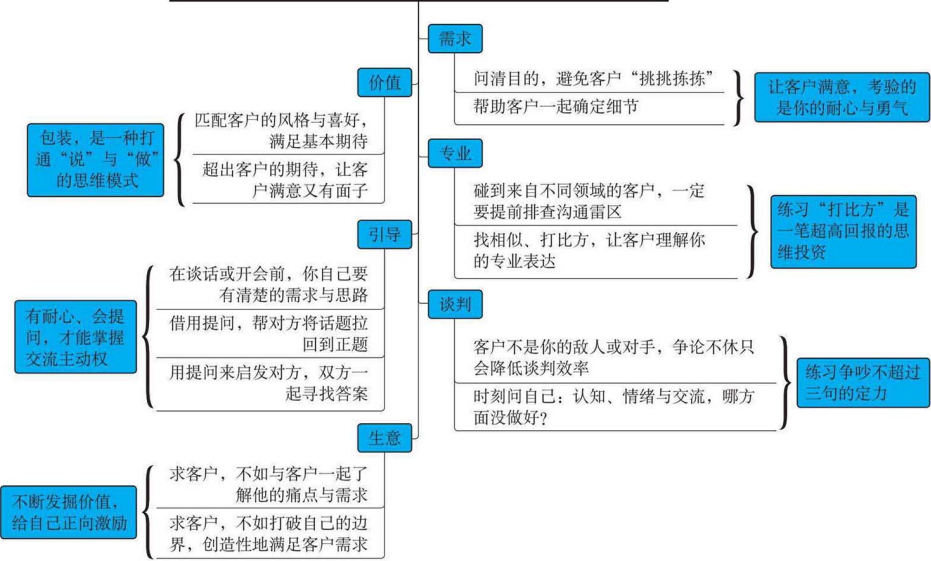 需求
问清目的，避免客户“挑挑拣拣”
帮助客户一起确定细节
让客户满意，考验的
是你的耐心与勇气
价值
匹配客户的风格与喜好，
满足基本期待
超出客户的期待，让客
户满意又有面子
包装，是一种打
通“说”与“做”
的思维模式
专业
碰到来自不同领域的客户，一定
要提前排查沟通雷区
找相似、打比方，让客户理解你
的专业表达
练习“打比方”是
一笔超高回报的思
维投资
引导
在谈话或开会前，你自己要
有清楚的需求与思路
借用提问，帮对方将话题拉
回到正题
用提问来启发对方，双方一
起寻找答案
有耐心、会提
问，才能掌握
交流主动权
谈判
客户不是你的敌人或对手，争论不休只
会降低谈判效率
时刻问自己：认知、情绪与交流，哪方
面没做好？
练习争吵不超过
三句的定力
生意
求客户，不如与客户一起了
解他的痛点与需求
求客户，不如打破自己的边
界，创造性地满足客户需求
不断发掘价值，
给自己正向激励